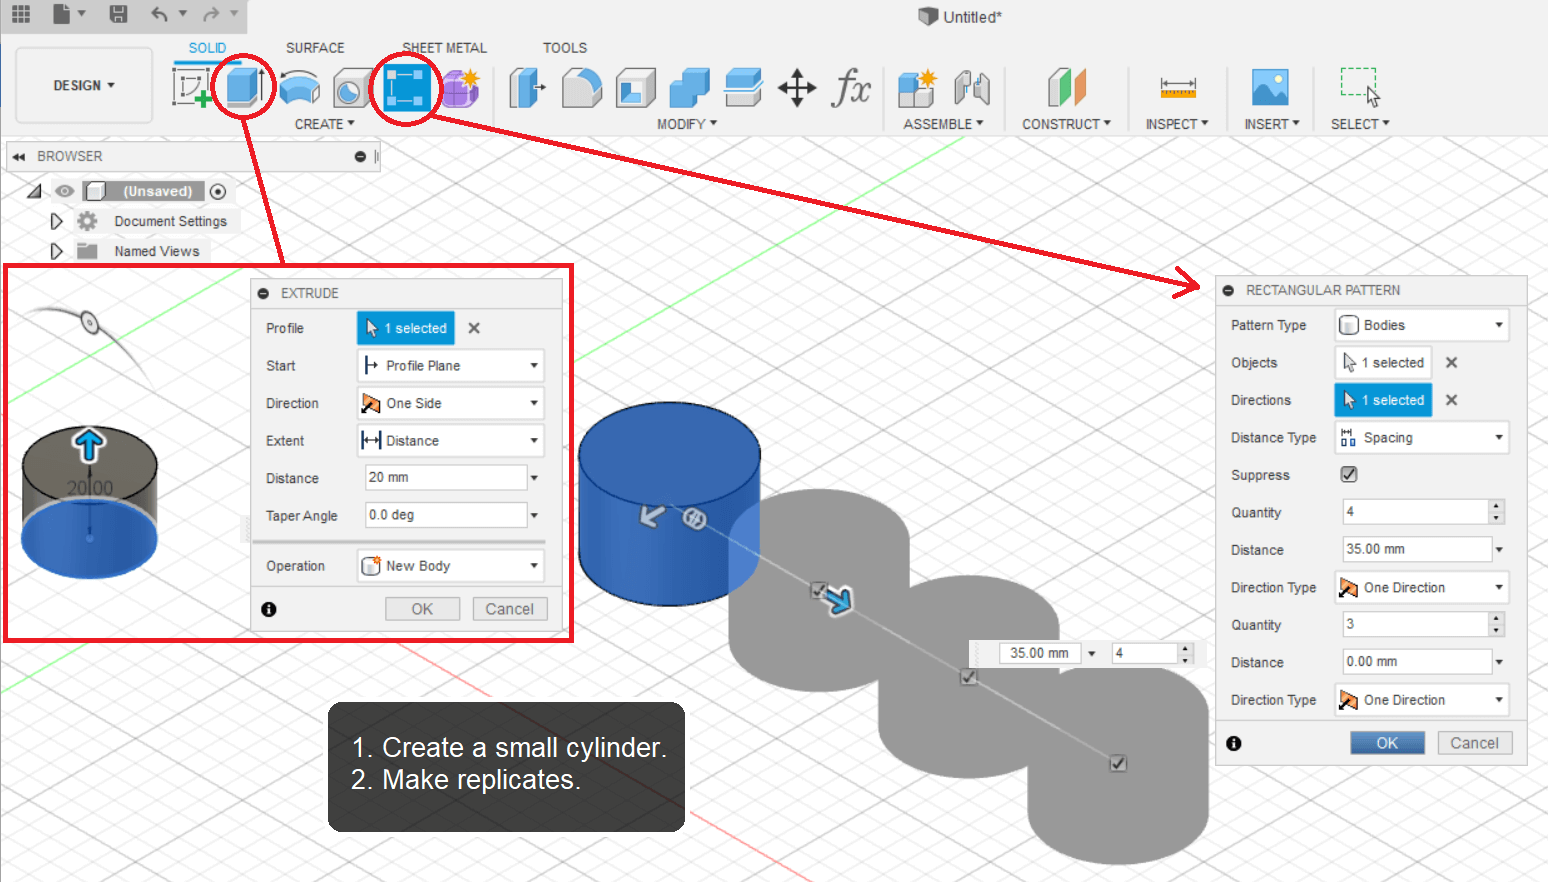 Untitled*
SOLID SURFACE SHEET METAL TOOLS
DESIGN
fx
CREATE MODIFY ASSEMBLE CONSTRUCT INSPECT INSERT SELECT
BROWSER
(Unsaved)
Document Settings
Named Views
EXTRUDE
Profile 1 selected
Start Profile Plane
Direction One Side
Extent Distance
Distance 20 mm
Taper Angle 0.0 deg
Operation New Body
OK Cancel
20.00
RECTANGULAR PATTERN
Pattern Type Bodies
Objects 1 selected
Directions 1 selected
Distance Type Spacing
Suppress
Quantity 4
Distance 35.00 mm
Direction Type One Direction
Quantity 3
Distance 0.00 mm
Direction Type One Direction
OK Cancel
35.00 mm 4
1. Create a small cylinder.
2. Make replicates.